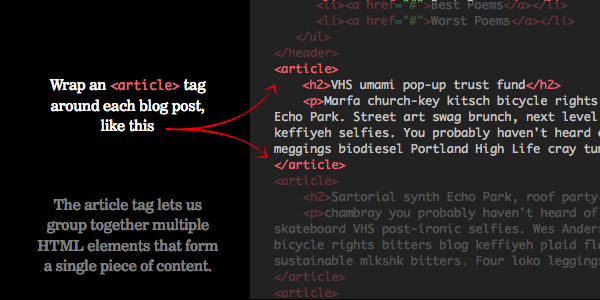 Wrap an <article> tag
around each blog post,
like this
The article tag lets us
group together multiple
HTML elements that form
a single piece of content.
<li><a href="#">Best Poems</a></li>
<li><a href="#">Worst Poems</a></li>
</ul>
</header>
<article>
<h2>VHS umami pop-up trust fund</h2>
<p>Marfa church-key kitsch bicycle rights
Echo Park. Street art swag brunch, next level
keffiyeh selfies. You probably haven't heard
meggings biodiesel Portland High Life cray
</article>
<article>
<h2>Sartorial synth Echo Park, roof party
<p>chambray you probably haven't heard of
skateboard VHS post-ironic selfies. Wes
bicycle rights bitters blog keffiyeh plaid
sustainable mlkshk bitters. Four loko
</article>
<article>